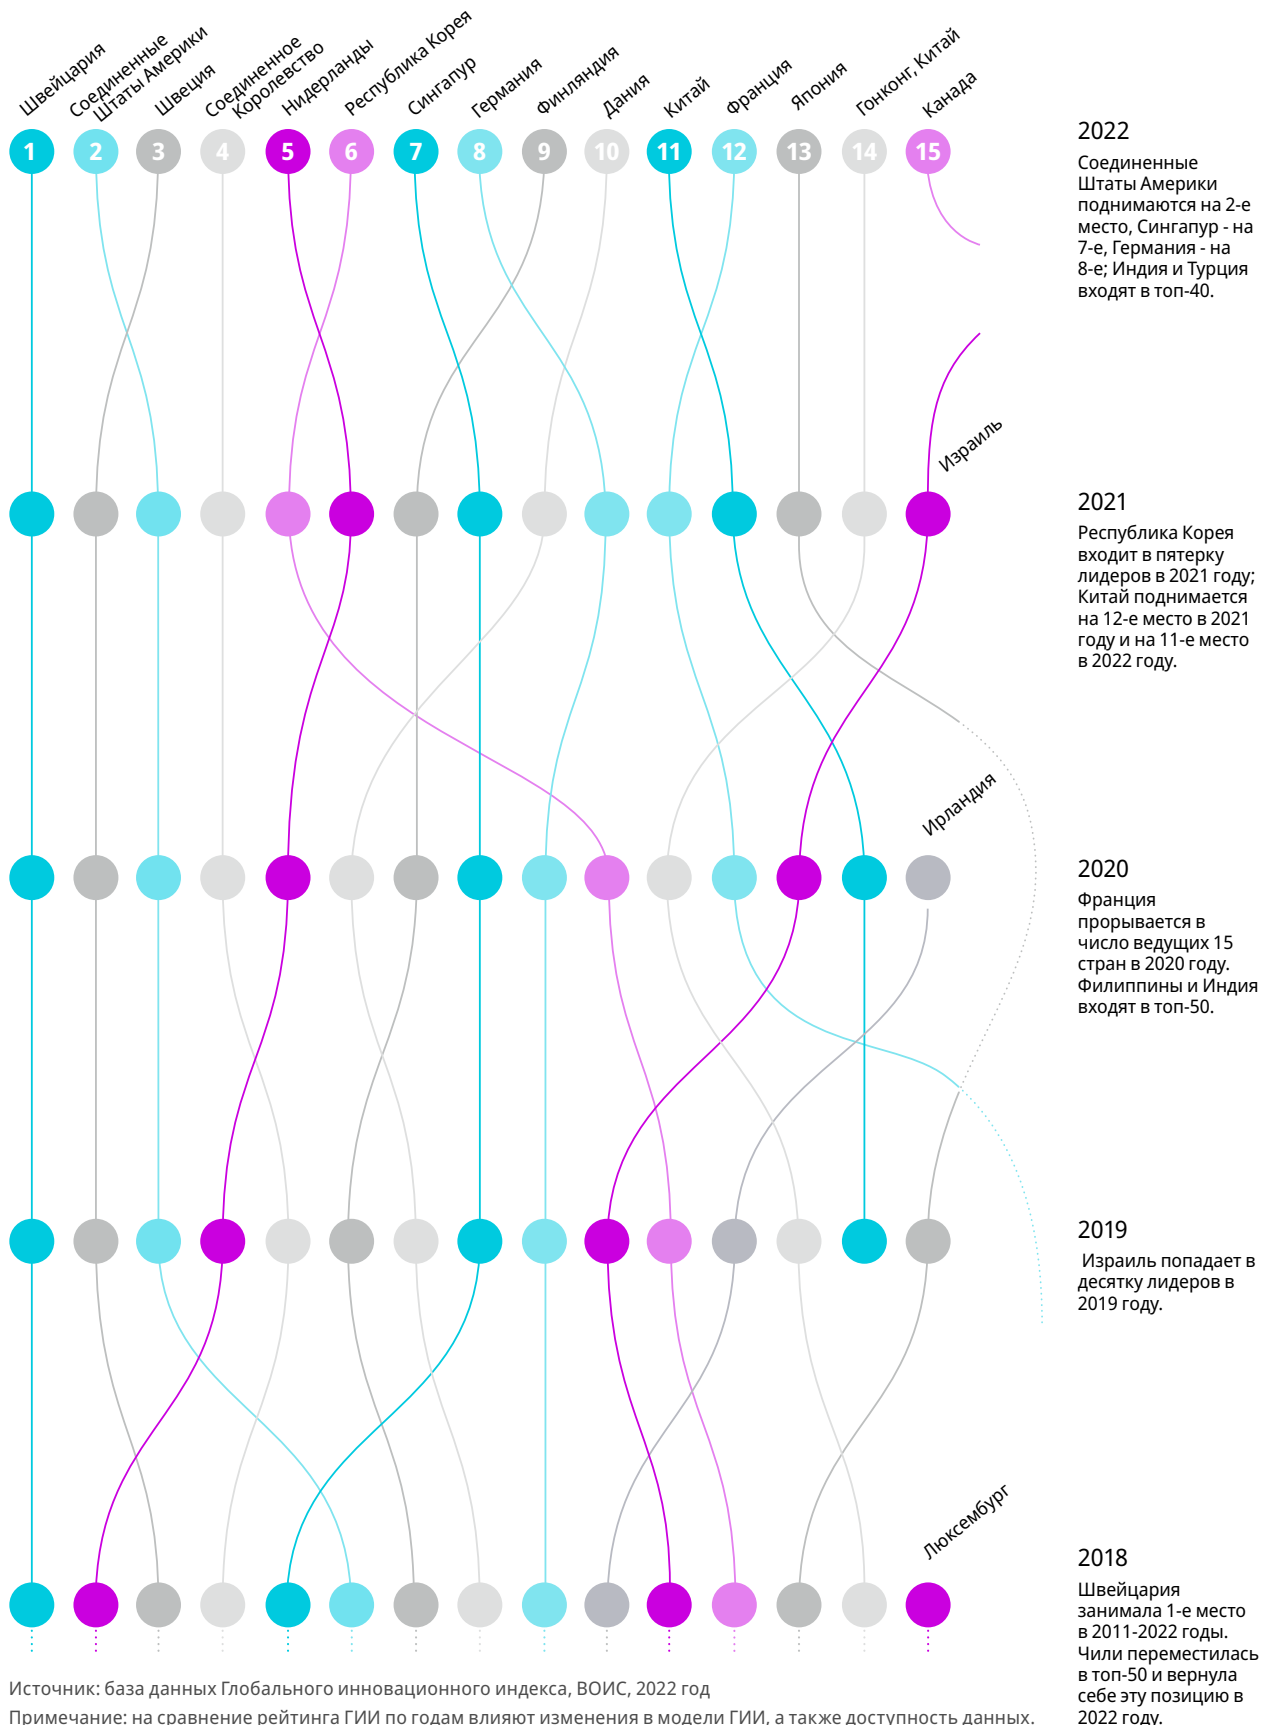 Швейцария
Соединенные
Штаты Америки
Швеция
Соединенное
Королевство
Нидерланды
Республика Корея
Сингапур
Германия
Финляндия
Дания
Китай
Франция
Япония
Гонконг, Китай
Канада
1 2 3 4 5 6 7 8 9 10 11 12 13 14 15
2022
Соединенные
Штаты Америки
поднимаются на 2-е
место, Сингапур - на
7-е, Германия - на
8-е; Индия и Турция
входят в топ-40.
Израиль
2021
Республика Корея
входит в пятерку
лидеров в 2021 году;
Китай поднимается
на 12-е место в 2021
году и на 11-е место
в 2022 году.
Ирландия
2020
Франция
прорывается в
число ведущих 15
стран в 2020 году.
Филиппины и Индия
входят в топ-50.
2019
Израиль попадает в
десятку лидеров в
2019 году.
Люксембург
2018
Швейцария
занимала 1-е место
в 2011-2022 годы.
Чили переместилась
в топ-50 и вернула
себе эту позицию в
2022 году.
Источник: база данных Глобального инновационного индекса, ВОИС, 2022 год
Примечание: на сравнение рейтинга ГИИ по годам влияют изменения в модели ГИИ, а также доступность данных.